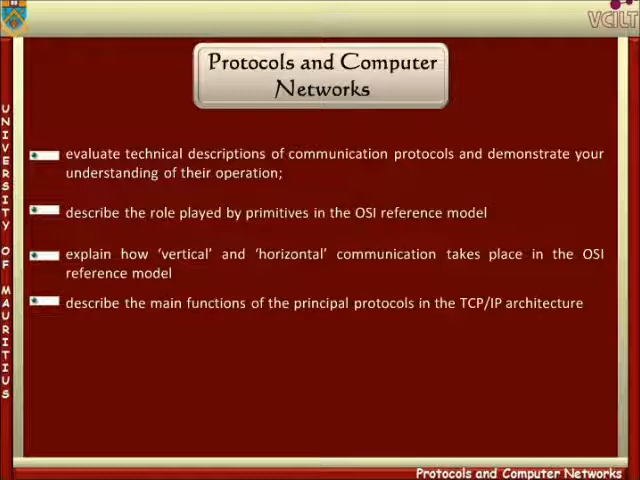 VCILT
Protocols and Computer
Networks
UNIVERSITY OF MAURITIUS
evaluate technical descriptions of communication protocols and demonstrate your
understanding of their operation;
describe the role played by primitives in the OSI reference model
explain how ‘vertical’ and ‘horizontal’ communication takes place in the OSI
reference model
describe the main functions of the principal protocols in the TCP/IP architecture
Protocols and Computer Networks